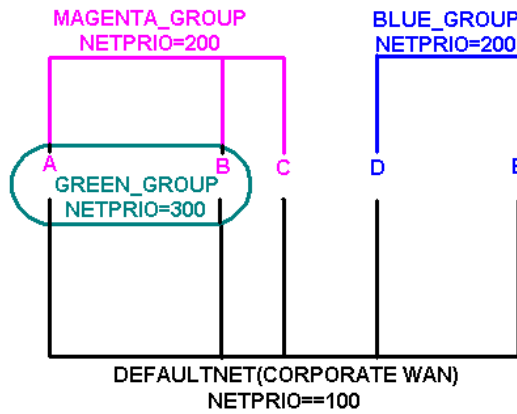 MAGENTA_GROUP
NETPRIO=200
BLUE_GROUP
NETPRIO=200
A
B
C
D
E
GREEN_GROUP
NETPRIO=300
DEFAULTNET(CORPORATE WAN)
NETPRIO==100